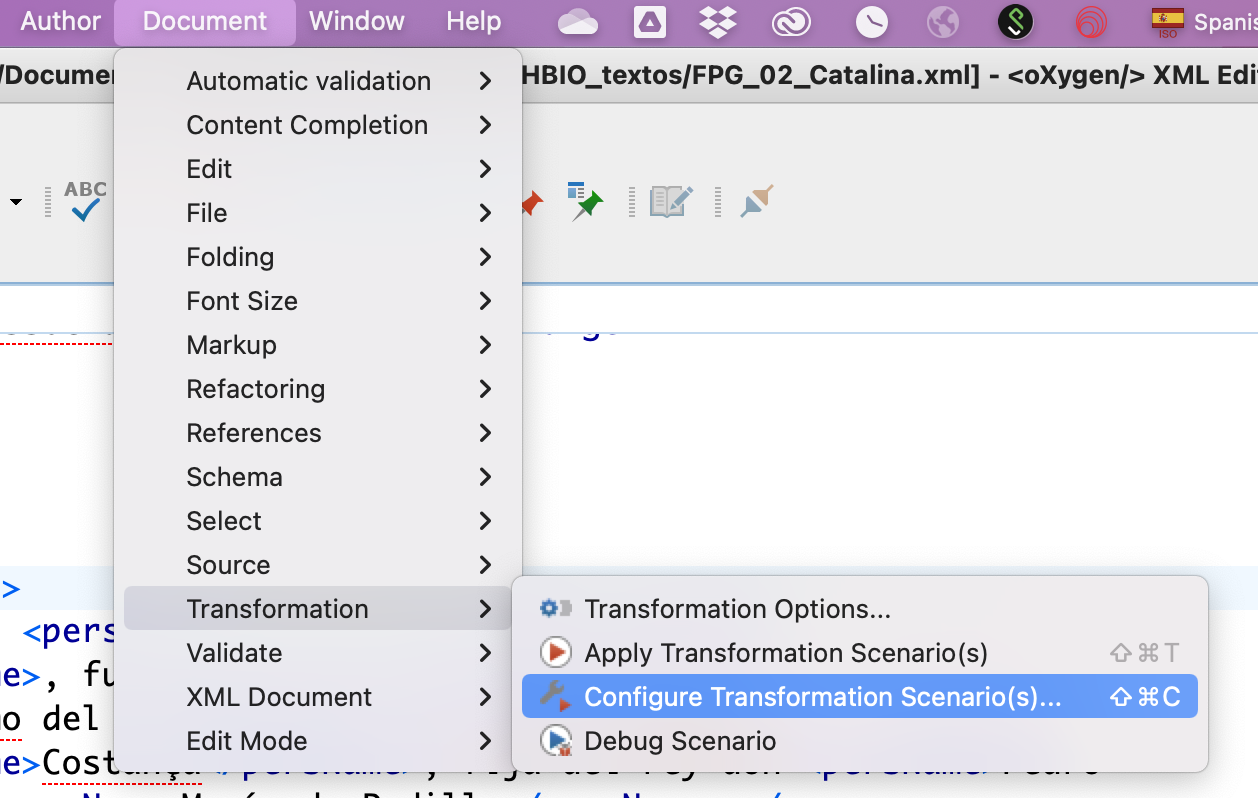 Author Document Window Help Spanis
ISO
/Docume HBIO_textos/FPG_02_Catalina.xml] - <oXygen/> XML Edi
ABC
Automatic validation
Content Completion
Edit
File
Folding
Font Size
Markup
Refactoring
References
Schema
Select
Source
Transformation
Validate
XML Document
Edit Mode
Transformation Options...
Apply Transformation Scenario(s) ⇧⌘T
Configure Transformation Scenario(s)... ⇧⌘C
Debug Scenario
>
<pers
e>, fu
o del
e>Costança